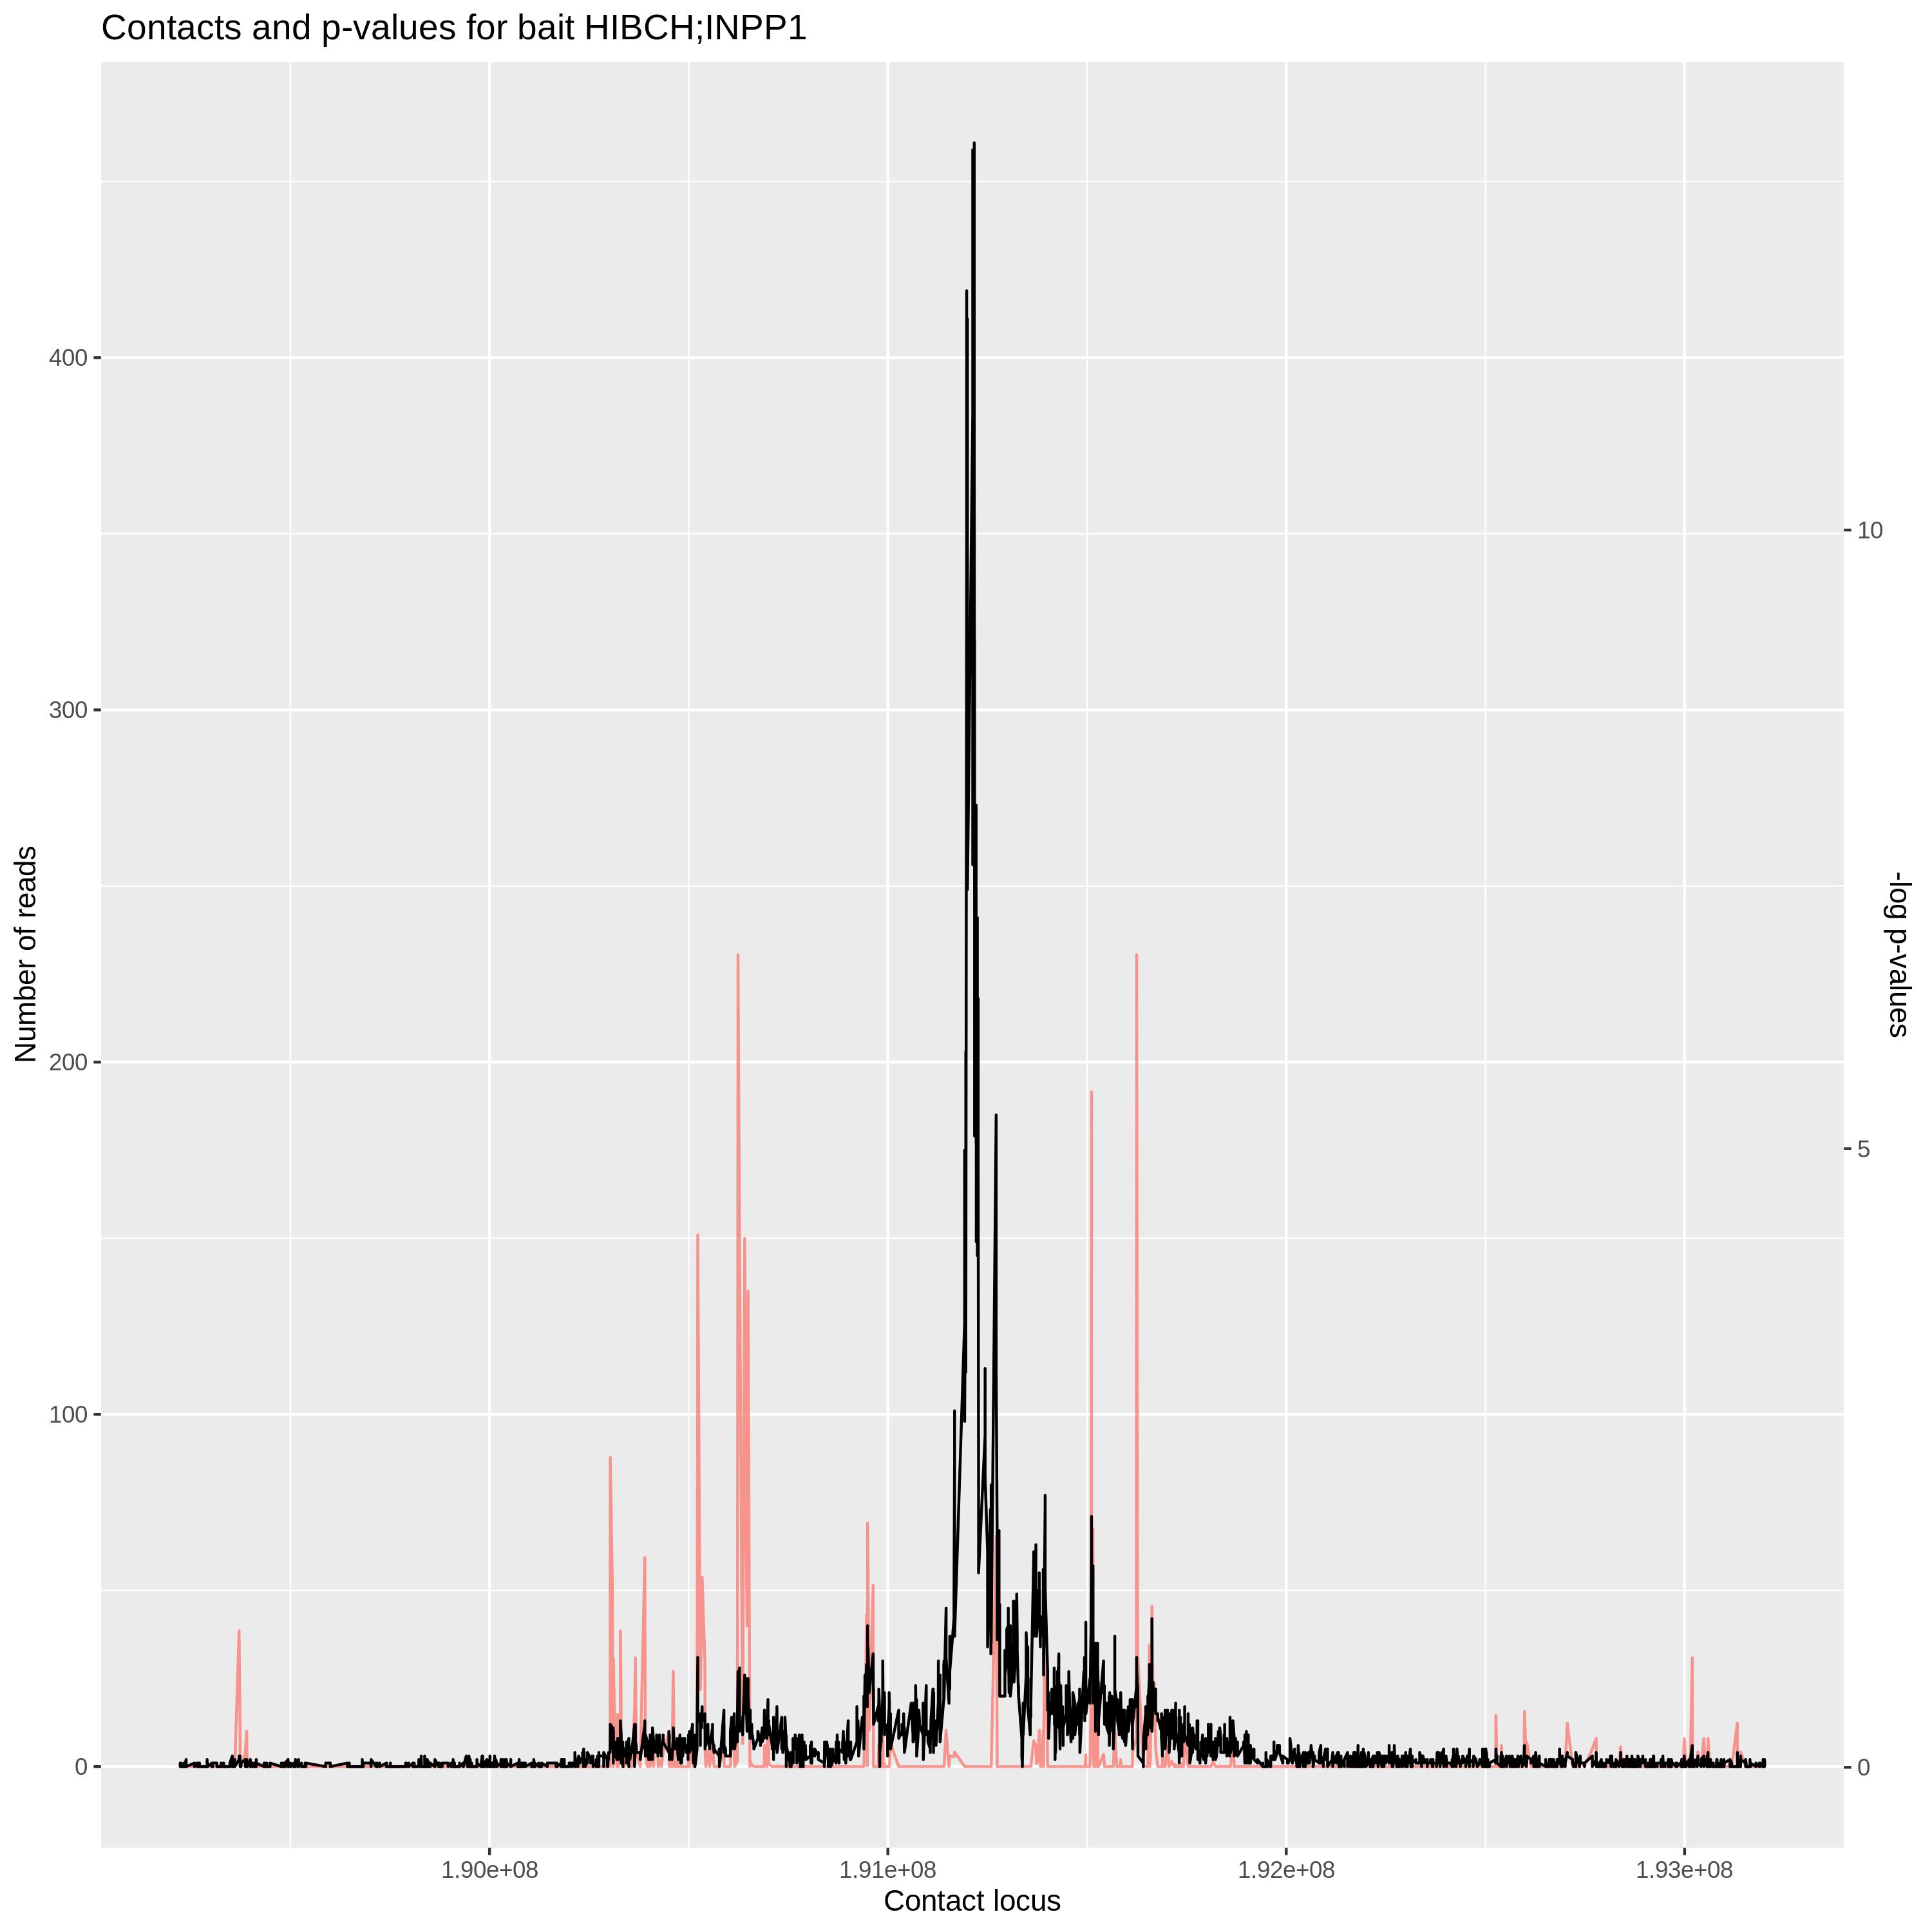 Contacts and p-values for bait HIBCH;INPP1
Number of reads
400
300
200
100
0
10
5
0
-log p-values
1.90e+08
1.91e+08
1.92e+08
1.93e+08
Contact locus